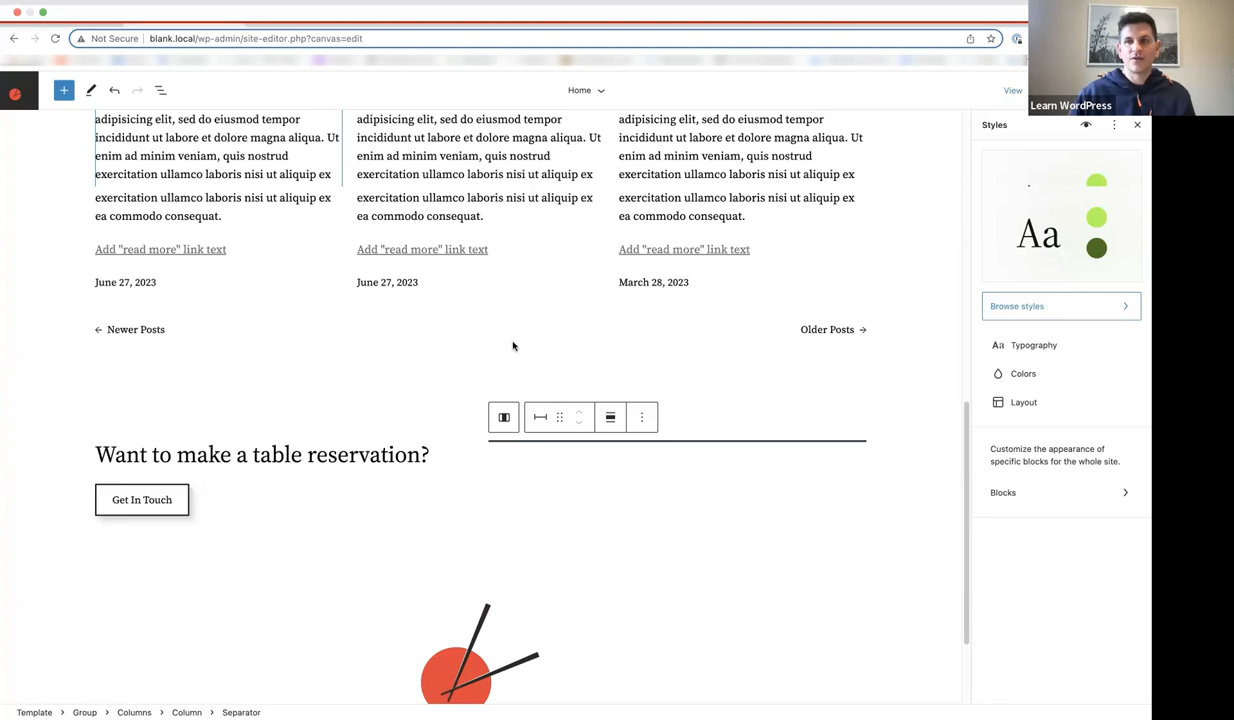 Not Secure blank.local/wp-admin/site-editor.php?canvas=edit
Learn WordPress
Home
View
adipisicing elit, sed do eiusmod tempor
incididunt ut labore et dolore magna aliqua. Ut
enim ad minim veniam, quis nostrud
exercitation ullamco laboris nisi ut aliquip ex
exercitation ullamco laboris nisi ut aliquip ex
ea commodo consequat.
Add "read more" link text
June 27, 2023
adipisicing elit, sed do eiusmod tempor
incididunt ut labore et dolore magna aliqua. Ut
enim ad minim veniam, quis nostrud
exercitation ullamco laboris nisi ut aliquip ex
exercitation ullamco laboris nisi ut aliquip ex
ea commodo consequat.
Add "read more" link text
June 27, 2023
adipisicing elit, sed do eiusmod tempor
incididunt ut labore et dolore magna aliqua. Ut
enim ad minim veniam, quis nostrud
exercitation ullamco laboris nisi ut aliquip ex
exercitation ullamco laboris nisi ut aliquip ex
ea commodo consequat.
Add "read more" link text
March 28, 2023
← Newer Posts
Older Posts →
Want to make a table reservation?
Get In Touch
Styles
Aa
Browse styles
Aa Typography
Colors
Layout
Customize the appearance of
specific blocks for the whole site.
Blocks
Template > Group > Columns > Column > Separator